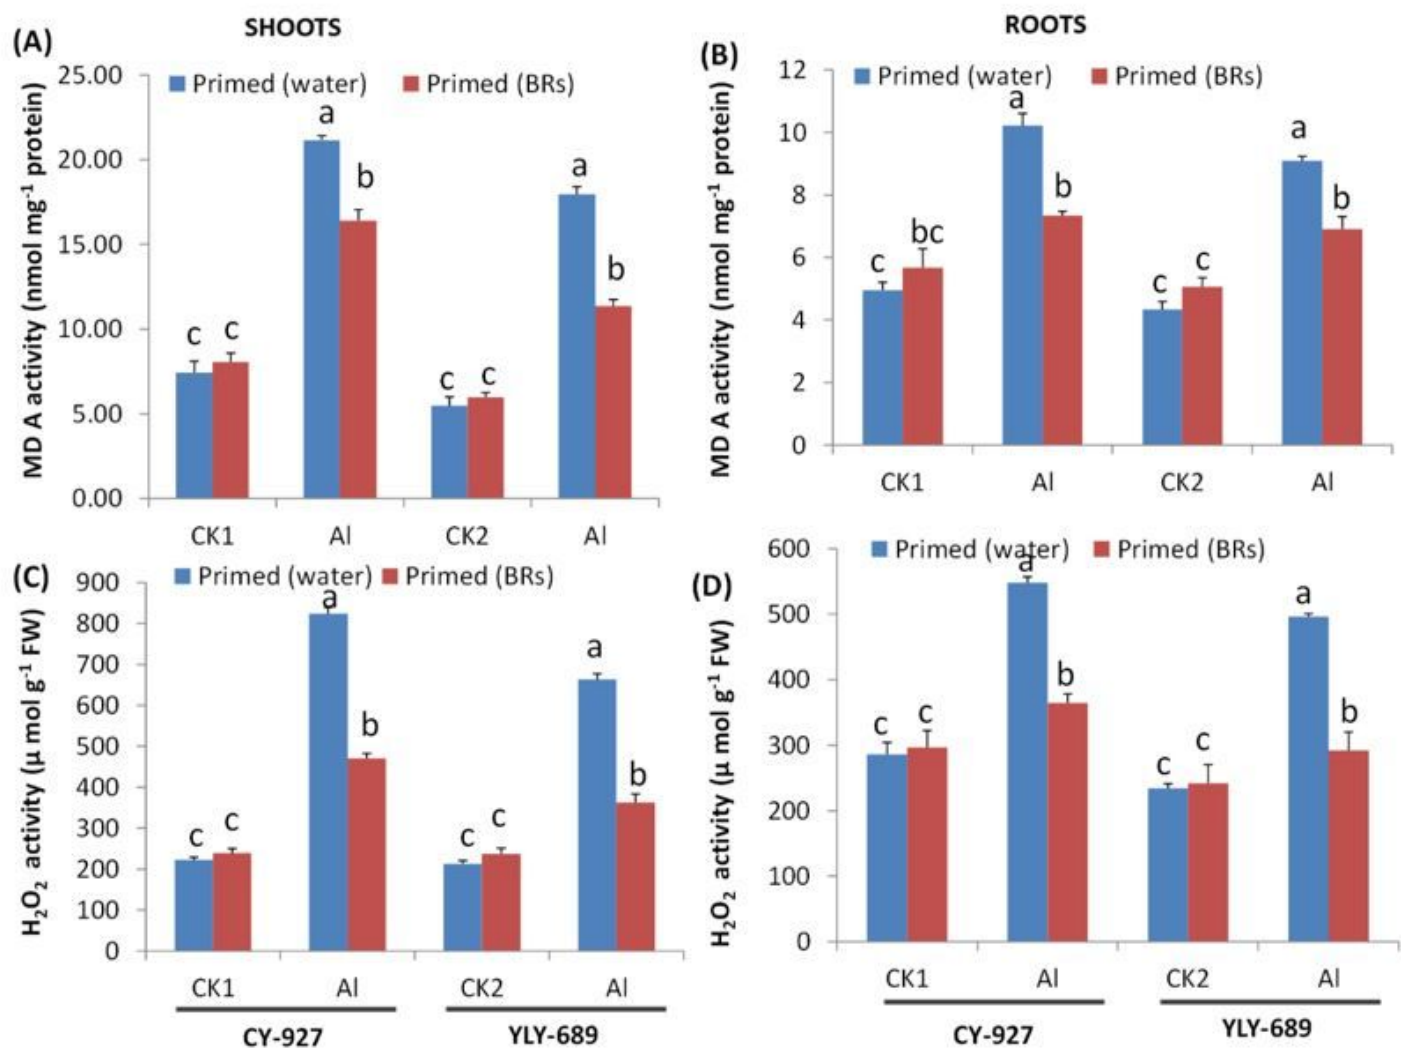 SHOOTS
(A)
MD A activity (nmol mg⁻¹ protein)
Primed (water) Primed (BRs)
25.00
20.00
15.00
10.00
5.00
0.00
c c a b c c a b
CK1 Al CK2 Al
ROOTS
(B)
MD A activity (nmol mg⁻¹ protein)
Primed (water) Primed (BRs)
12
10
8
6
4
2
0
c bc a b c c a b
CK1 Al CK2 Al
(C)
H₂O₂ activity (μ mol g⁻¹ FW)
Primed (water) Primed (BRs)
900
800
700
600
500
400
300
200
100
0
c c a b c c a b
CK1 Al CK2 Al
CY-927 YLY-689
(D)
H₂O₂ activity (μ mol g⁻¹ FW)
Primed (water) Primed (BRs)
600
500
400
300
200
100
0
c c a b c c a b
CK1 Al CK2 Al
CY-927 YLY-689